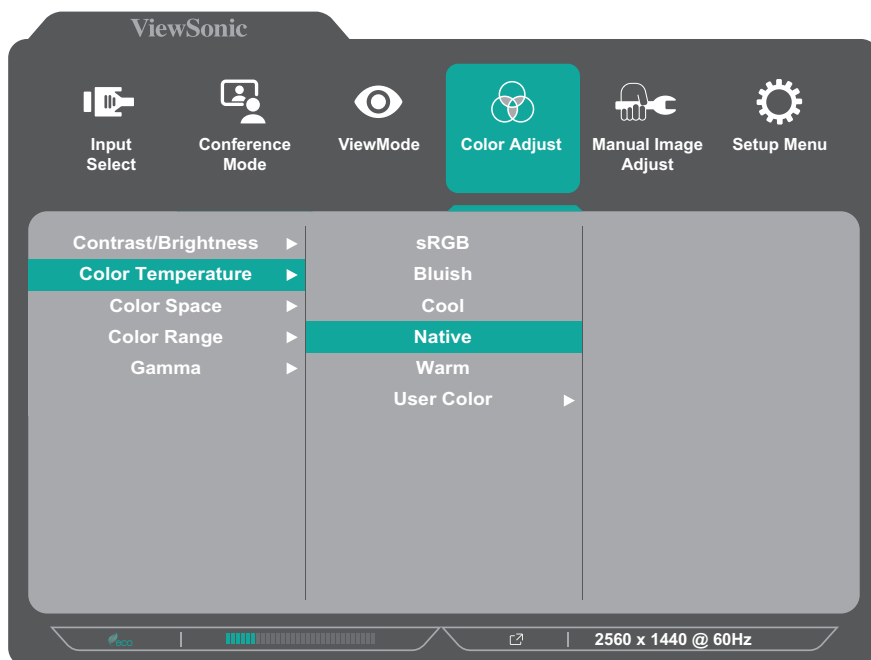 ViewSonic
Input Select
Conference Mode
ViewMode
Color Adjust
Manual Image Adjust
Setup Menu
Contrast/Brightness ▶
Color Temperature ▶
Color Space ▶
Color Range ▶
Gamma ▶
sRGB
Bluish
Cool
Native
Warm
User Color ▶
eco
2560 x 1440 @ 60Hz